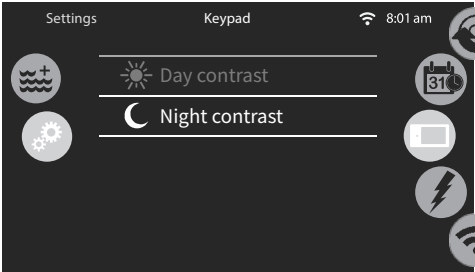 Settings
Keypad
8:01 am
Day contrast
Night contrast
31